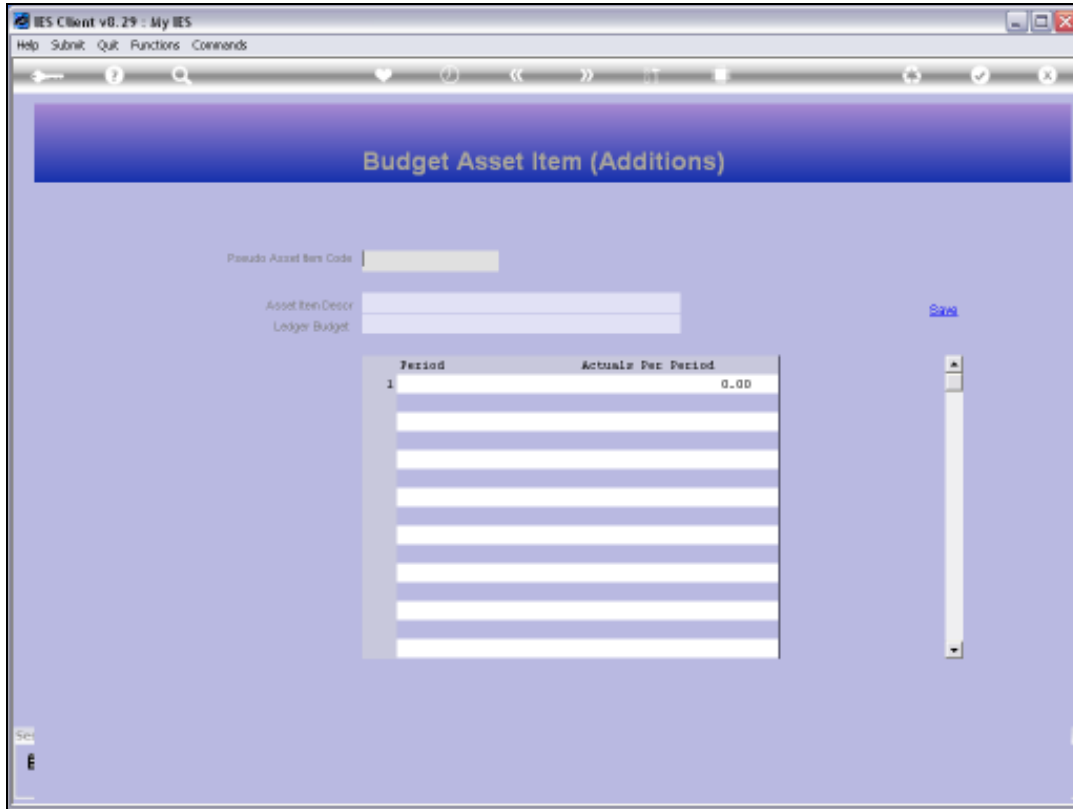 IES Client v8.29 : My IES
Help Submit Quit Functions Commands
Budget Asset Item (Additions)
Pseudo Asset Item Code
Asset Item Descr
Save
Ledger Budget
Period Actuals Per Period
1 0.00